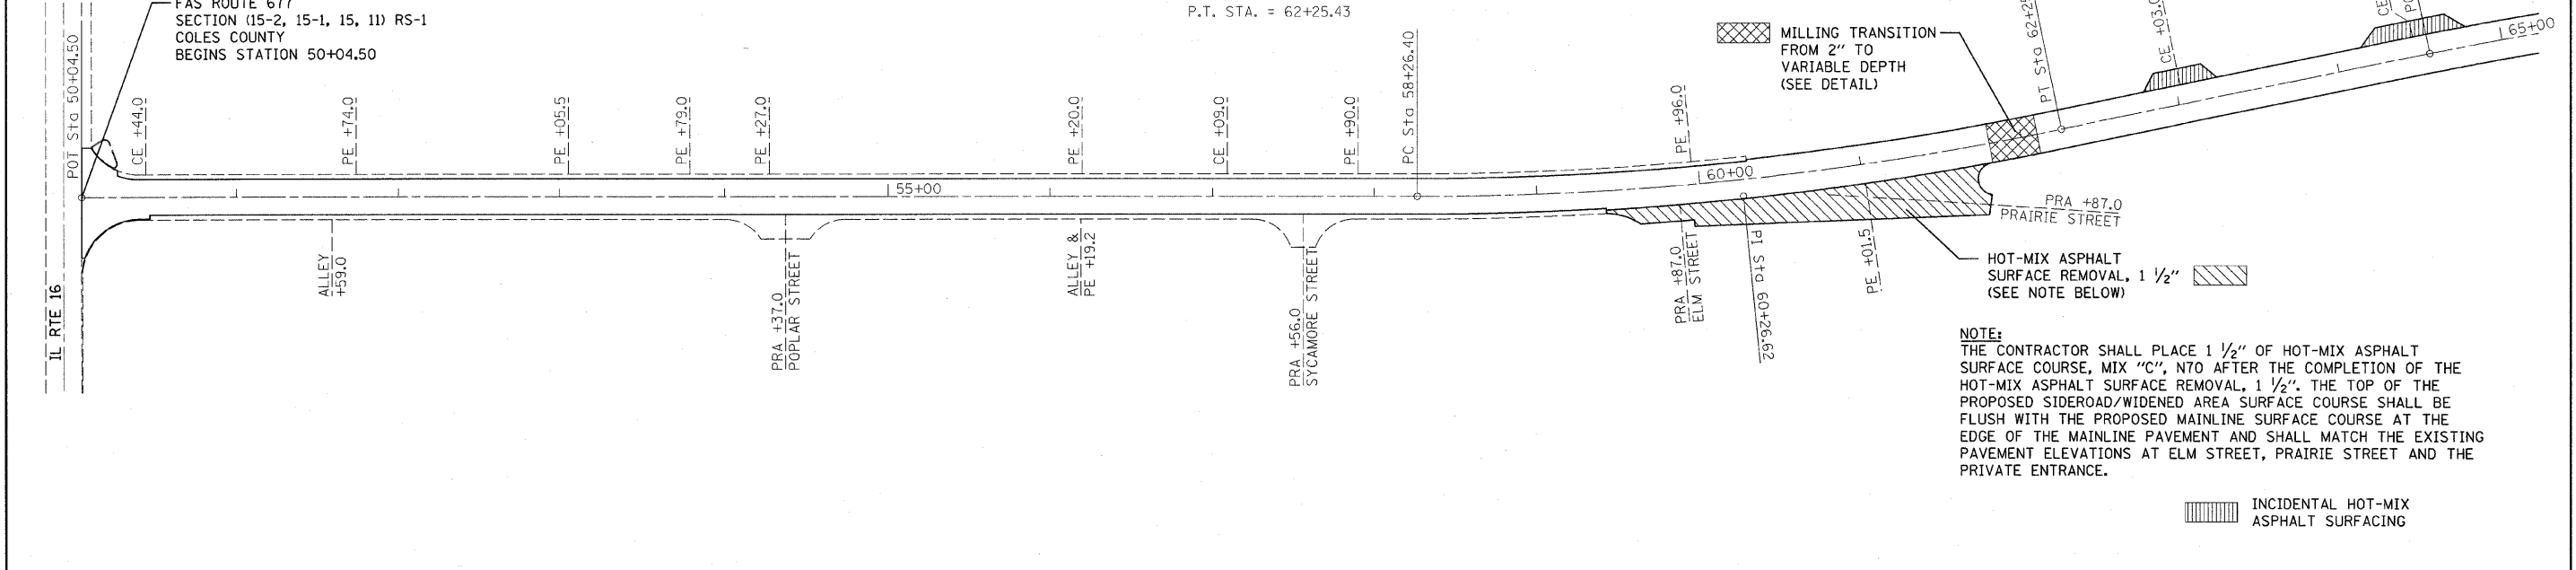 FAS ROUTE 677
SECTION (15-2, 15-1, 15, 11) RS-1
COLES COUNTY
BEGINS STATION 50+04.50
P.T. STA. = 62+25.43
MILLING TRANSITION
FROM 2" TO
VARIABLE DEPTH
(SEE DETAIL)
POT Sta 50+04.50
CE +44.0
PE +74.0
PE +05.5
PE +79.0
PE +27.0
PE +20.0
CE +09.0
PE +90.0
PC Sta 58+26.40
PE +96.0
PT Sta 62+25
CE +03.0
CE
65+00
55+00
60+00
IL RTE 16
ALLEY
+59.0
PRA +37.0
POPLAR STREET
ALLEY &
PE +19.2
PRA +56.0
SYCAMORE STREET
PRA +87.0
ELM STREET
PI Sta 60+26.62
PE +01.5
PRA +87.0
PRAIRIE STREET
HOT-MIX ASPHALT
SURFACE REMOVAL, 1 1/2"
(SEE NOTE BELOW)
NOTE:
THE CONTRACTOR SHALL PLACE 1 1/2" OF HOT-MIX ASPHALT
SURFACE COURSE, MIX "C", N70 AFTER THE COMPLETION OF THE
HOT-MIX ASPHALT SURFACE REMOVAL, 1 1/2". THE TOP OF THE
PROPOSED SIDEROAD/WIDENED AREA SURFACE COURSE SHALL BE
FLUSH WITH THE PROPOSED MAINLINE SURFACE COURSE AT THE
EDGE OF THE MAINLINE PAVEMENT AND SHALL MATCH THE EXISTING
PAVEMENT ELEVATIONS AT ELM STREET, PRAIRIE STREET AND THE
PRIVATE ENTRANCE.
INCIDENTAL HOT-MIX
ASPHALT SURFACING